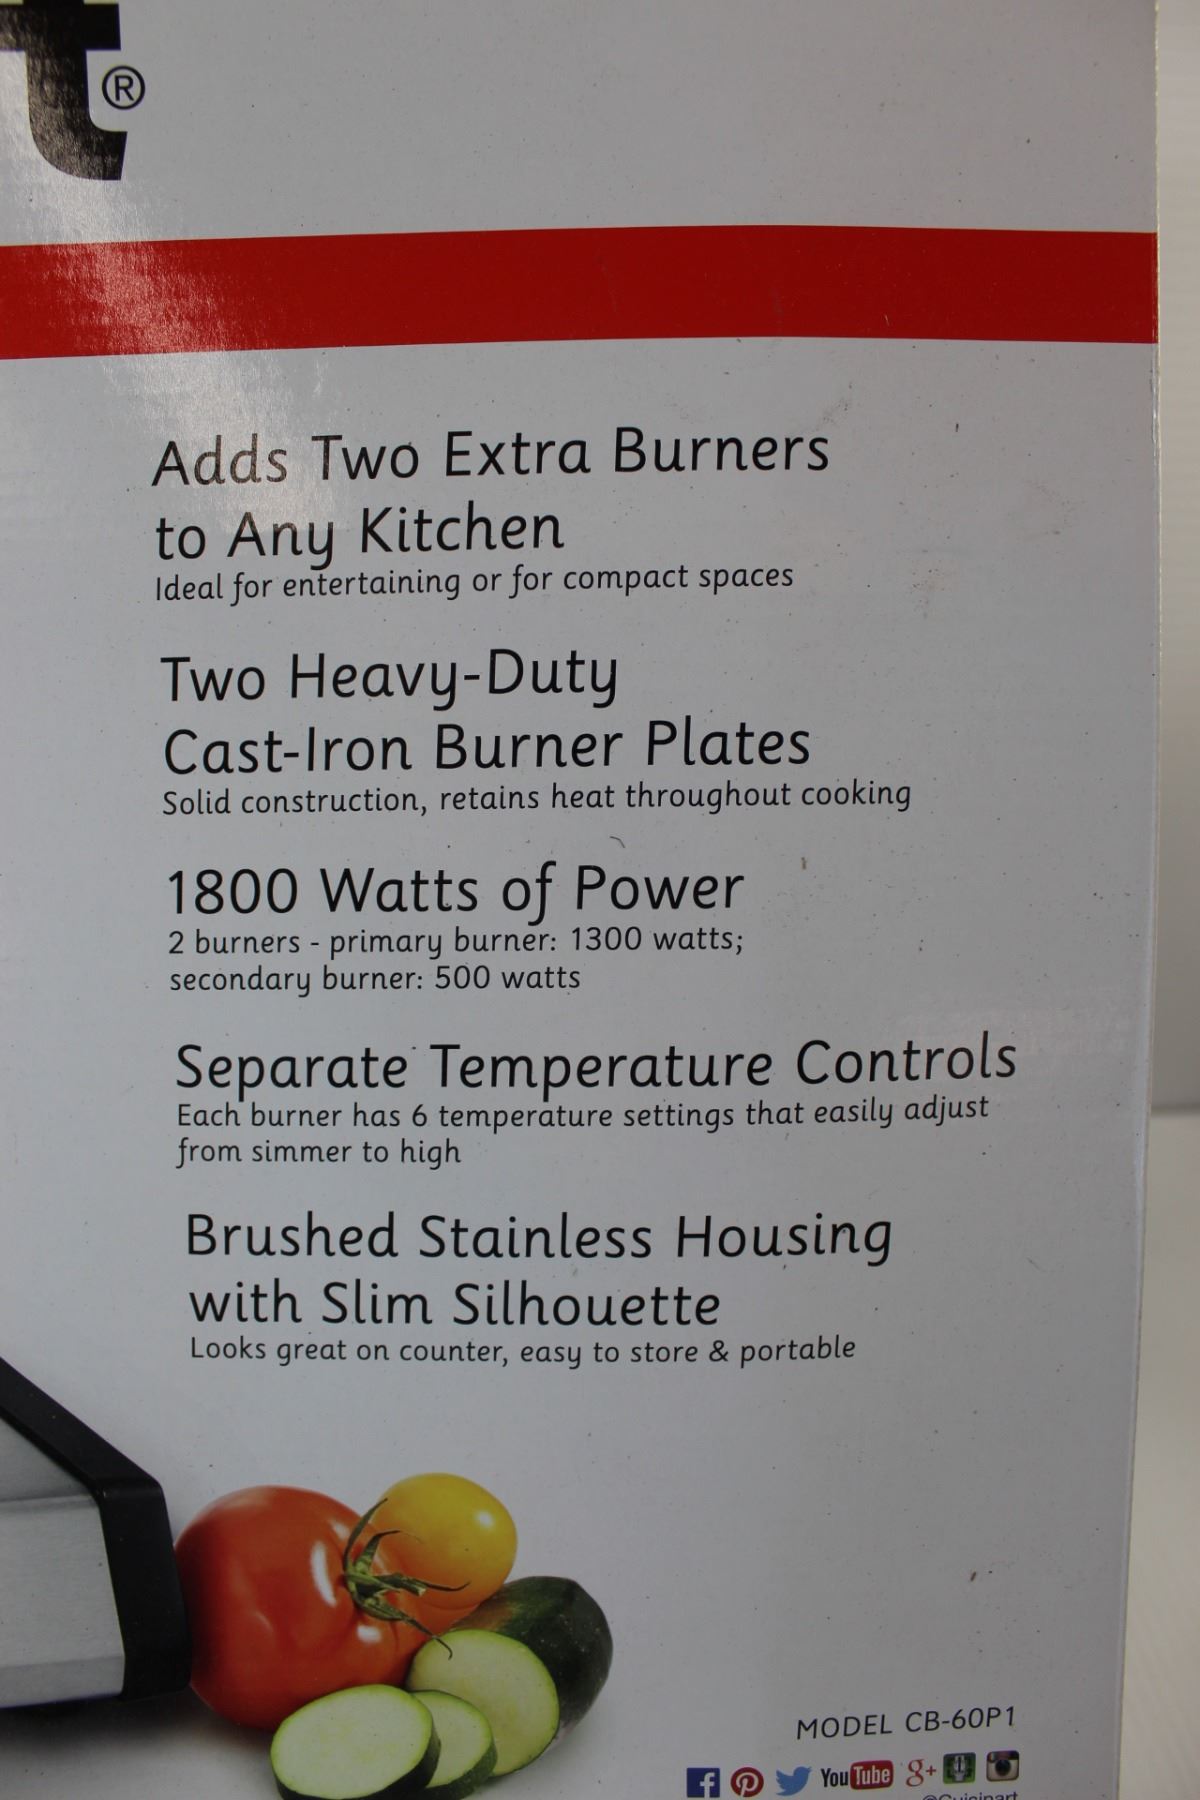 t®
Adds Two Extra Burners
to Any Kitchen
Ideal for entertaining or for compact spaces
Two Heavy-Duty
Cast-Iron Burner Plates
Solid construction, retains heat throughout cooking
1800 Watts of Power
2 burners - primary burner: 1300 watts;
secondary burner: 500 watts
Separate Temperature Controls
Each burner has 6 temperature settings that easily adjust
from simmer to high
Brushed Stainless Housing
with Slim Silhouette
Looks great on counter, easy to store & portable
MODEL CB-60P1
YouTube g+
@Cuisinart